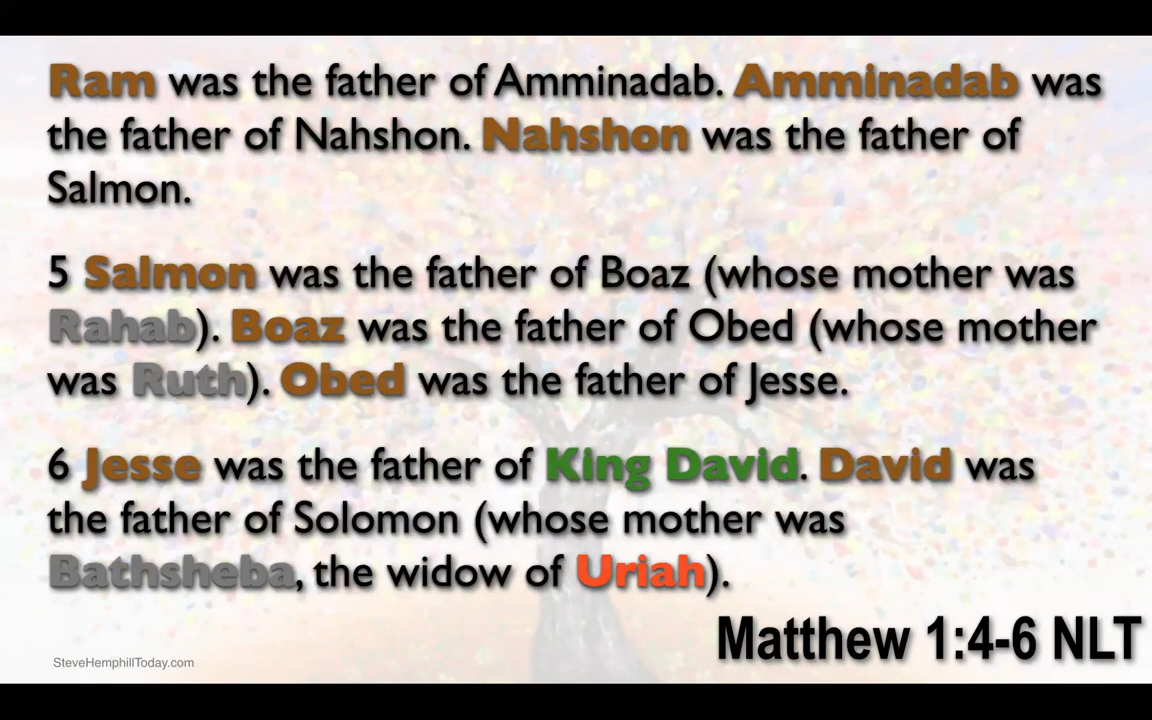 Ram was the father of Amminadab. Amminadab was
the father of Nahshon. Nahshon was the father of
Salmon.
5 Salmon was the father of Boaz (whose mother was
Rahab). Boaz was the father of Obed (whose mother
was Ruth). Obed was the father of Jesse.
6 Jesse was the father of King David. David was
the father of Solomon (whose mother was
Bathsheba, the widow of Uriah).
Matthew 1:4-6 NLT
SteveHemphillToday.com